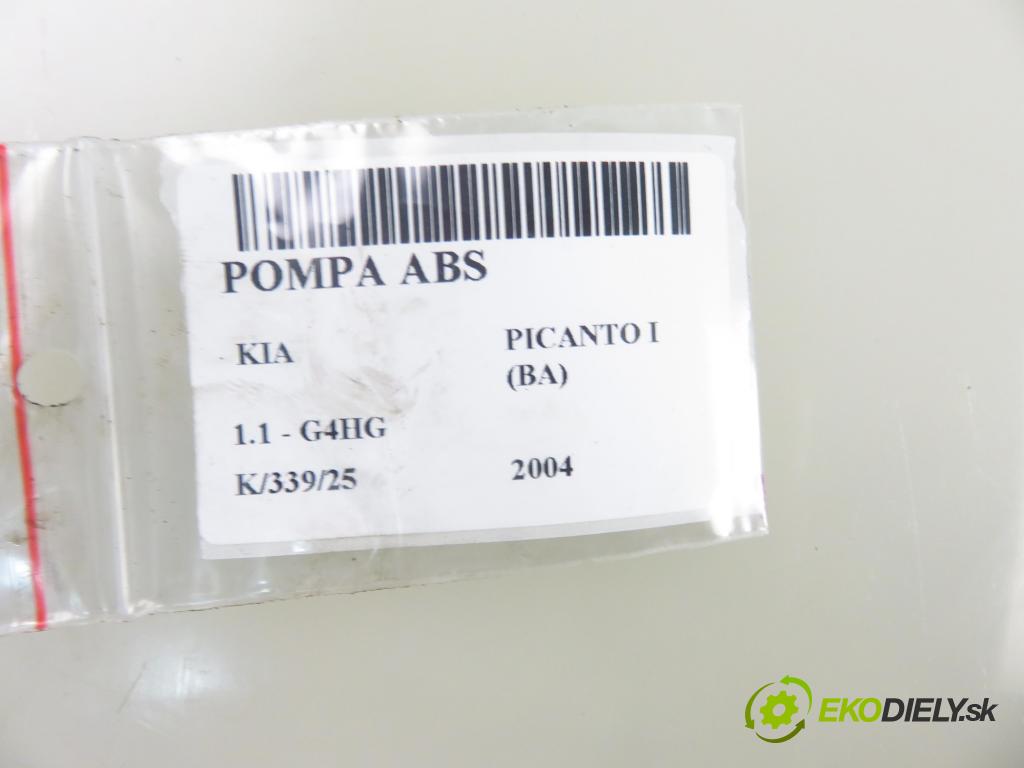 POMPA ABS
KIA
PICANTO I
(BA)
1.1 - G4HG
K/339/25
2004
EKODIELY.sk